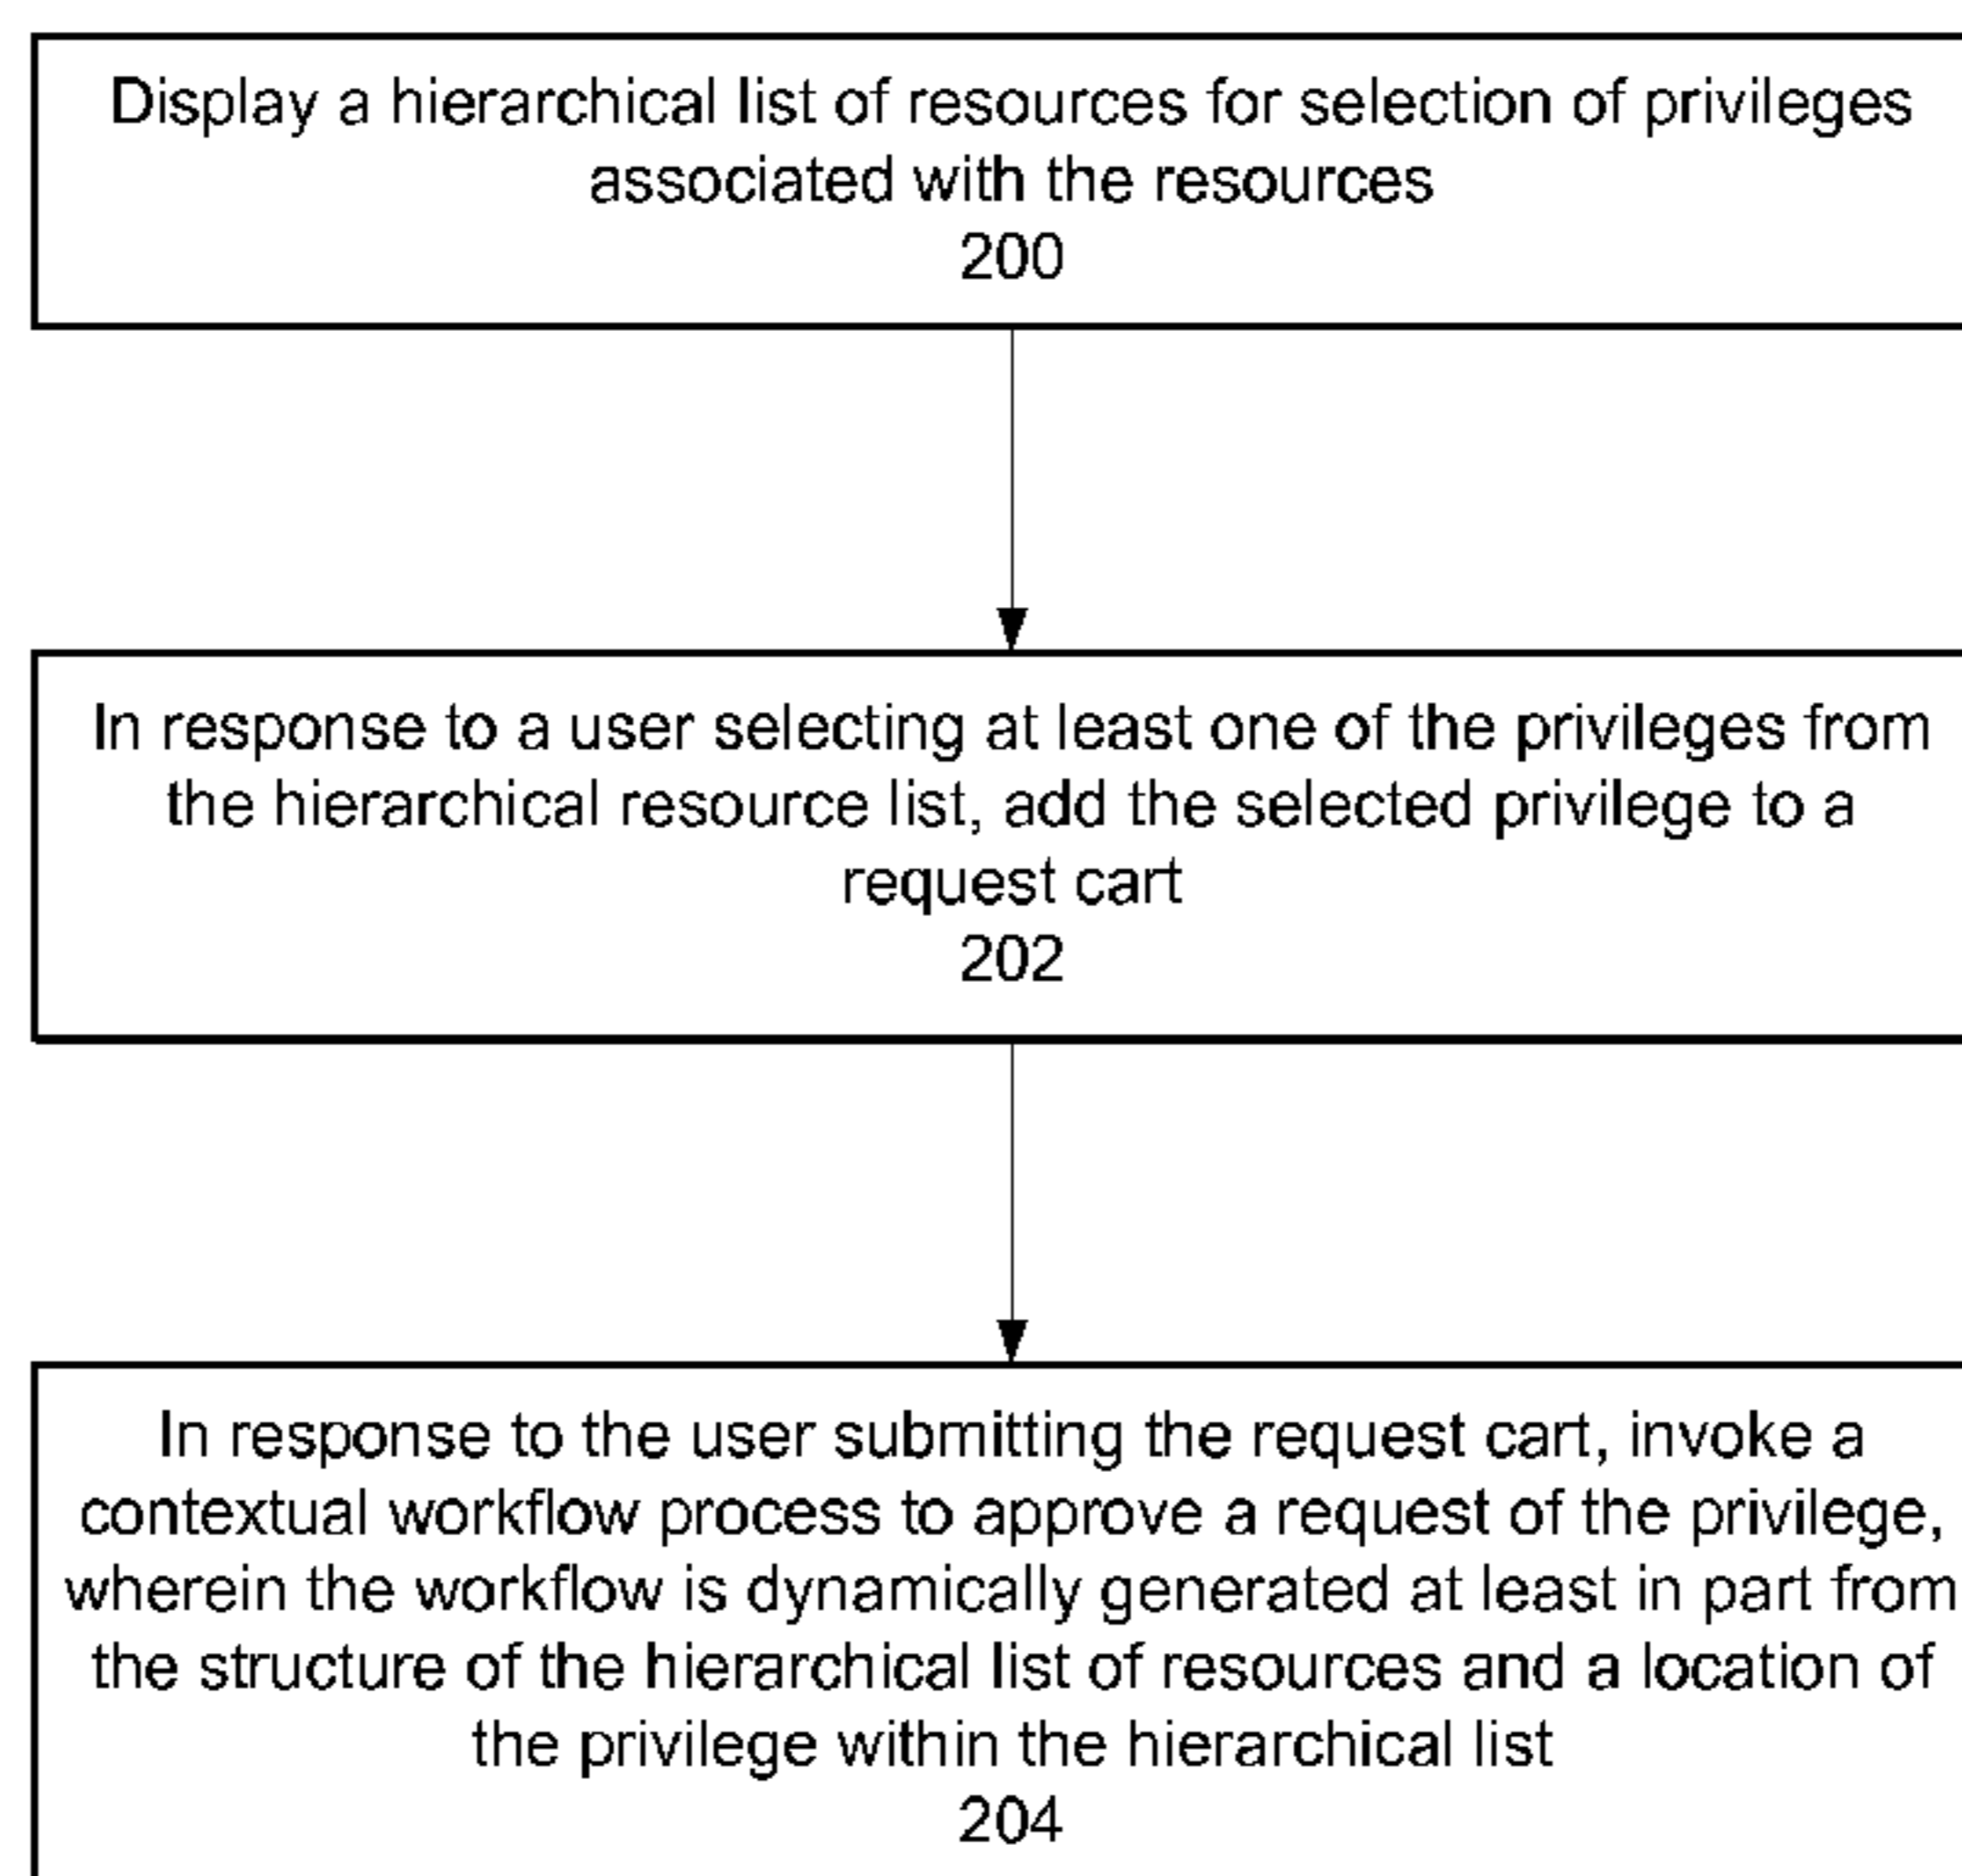 Display a hierarchical list of resources for selection of privileges
associated with the resources
200
In response to a user selecting at least one of the privileges from
the hierarchical resource list, add the selected privilege to a
request cart
202
In response to the user submitting the request cart, invoke a
contextual workflow process to approve a request of the privilege,
wherein the workflow is dynamically generated at least in part from
the structure of the hierarchical list of resources and a location of
the privilege within the hierarchical list
204